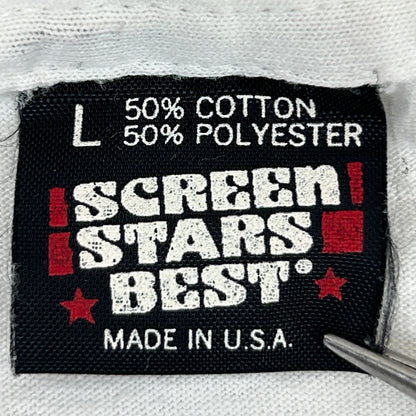 L 50% COTTON
50% POLYESTER
SCREEN
STARS
BEST®
MADE IN U.S.A.